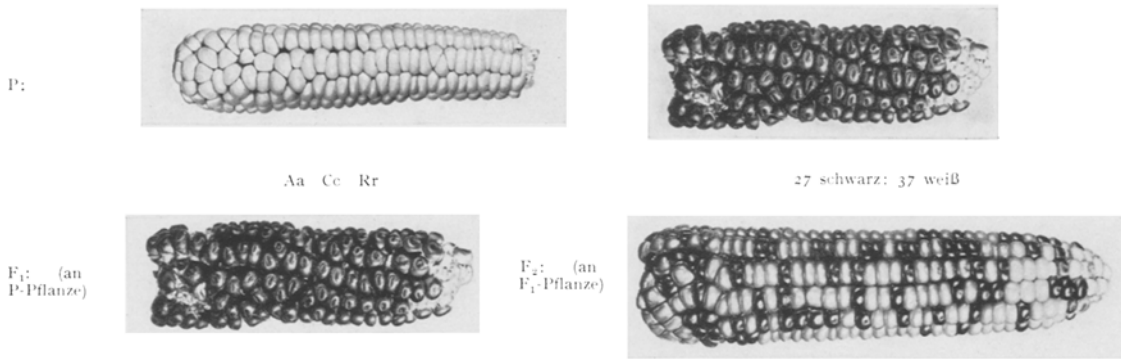 P:
Aa Cc Rr
27 schwarz: 37 weiß
F₁: (an
P-Pflanze)
F₂: (an
F₁-Pflanze)